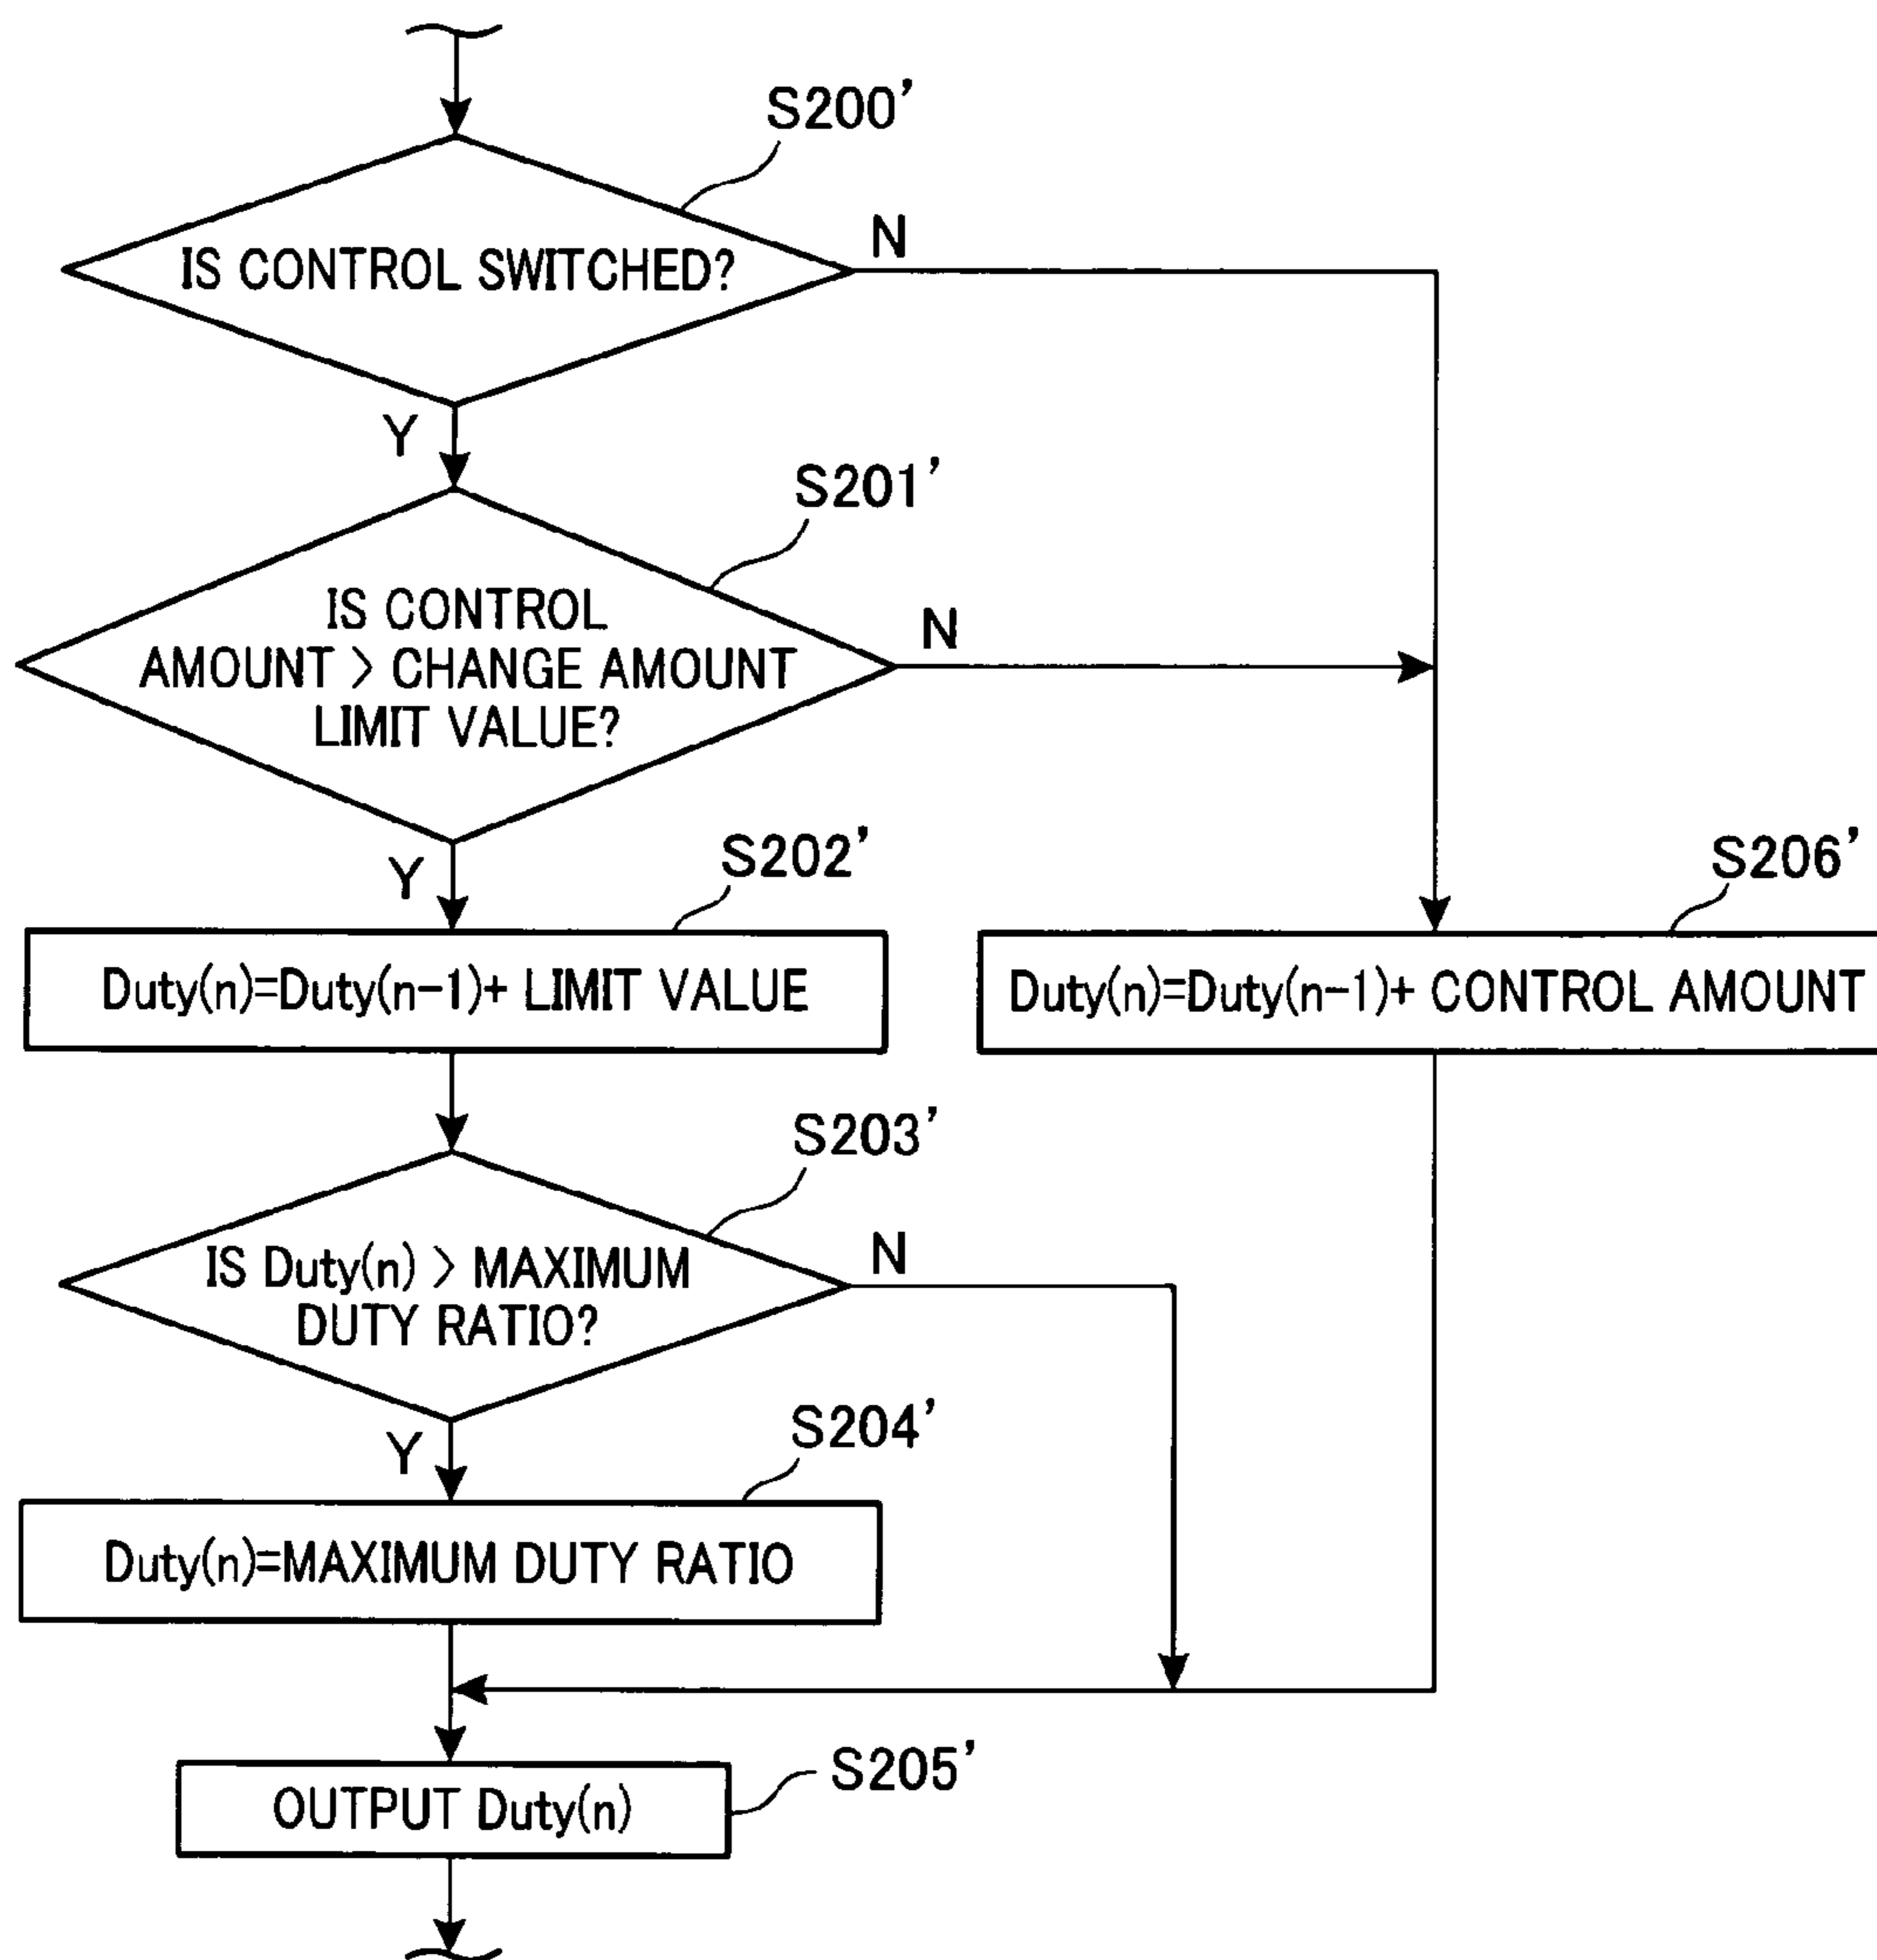 S200'
IS CONTROL SWITCHED?
N
Y
S201'
IS CONTROL
AMOUNT > CHANGE AMOUNT
LIMIT VALUE?
N
Y
S202'
Duty(n)=Duty(n-1)+ LIMIT VALUE
S206'
Duty(n)=Duty(n-1)+ CONTROL AMOUNT
S203'
IS Duty(n) > MAXIMUM
DUTY RATIO?
N
Y
S204'
Duty(n)=MAXIMUM DUTY RATIO
S205'
OUTPUT Duty(n)